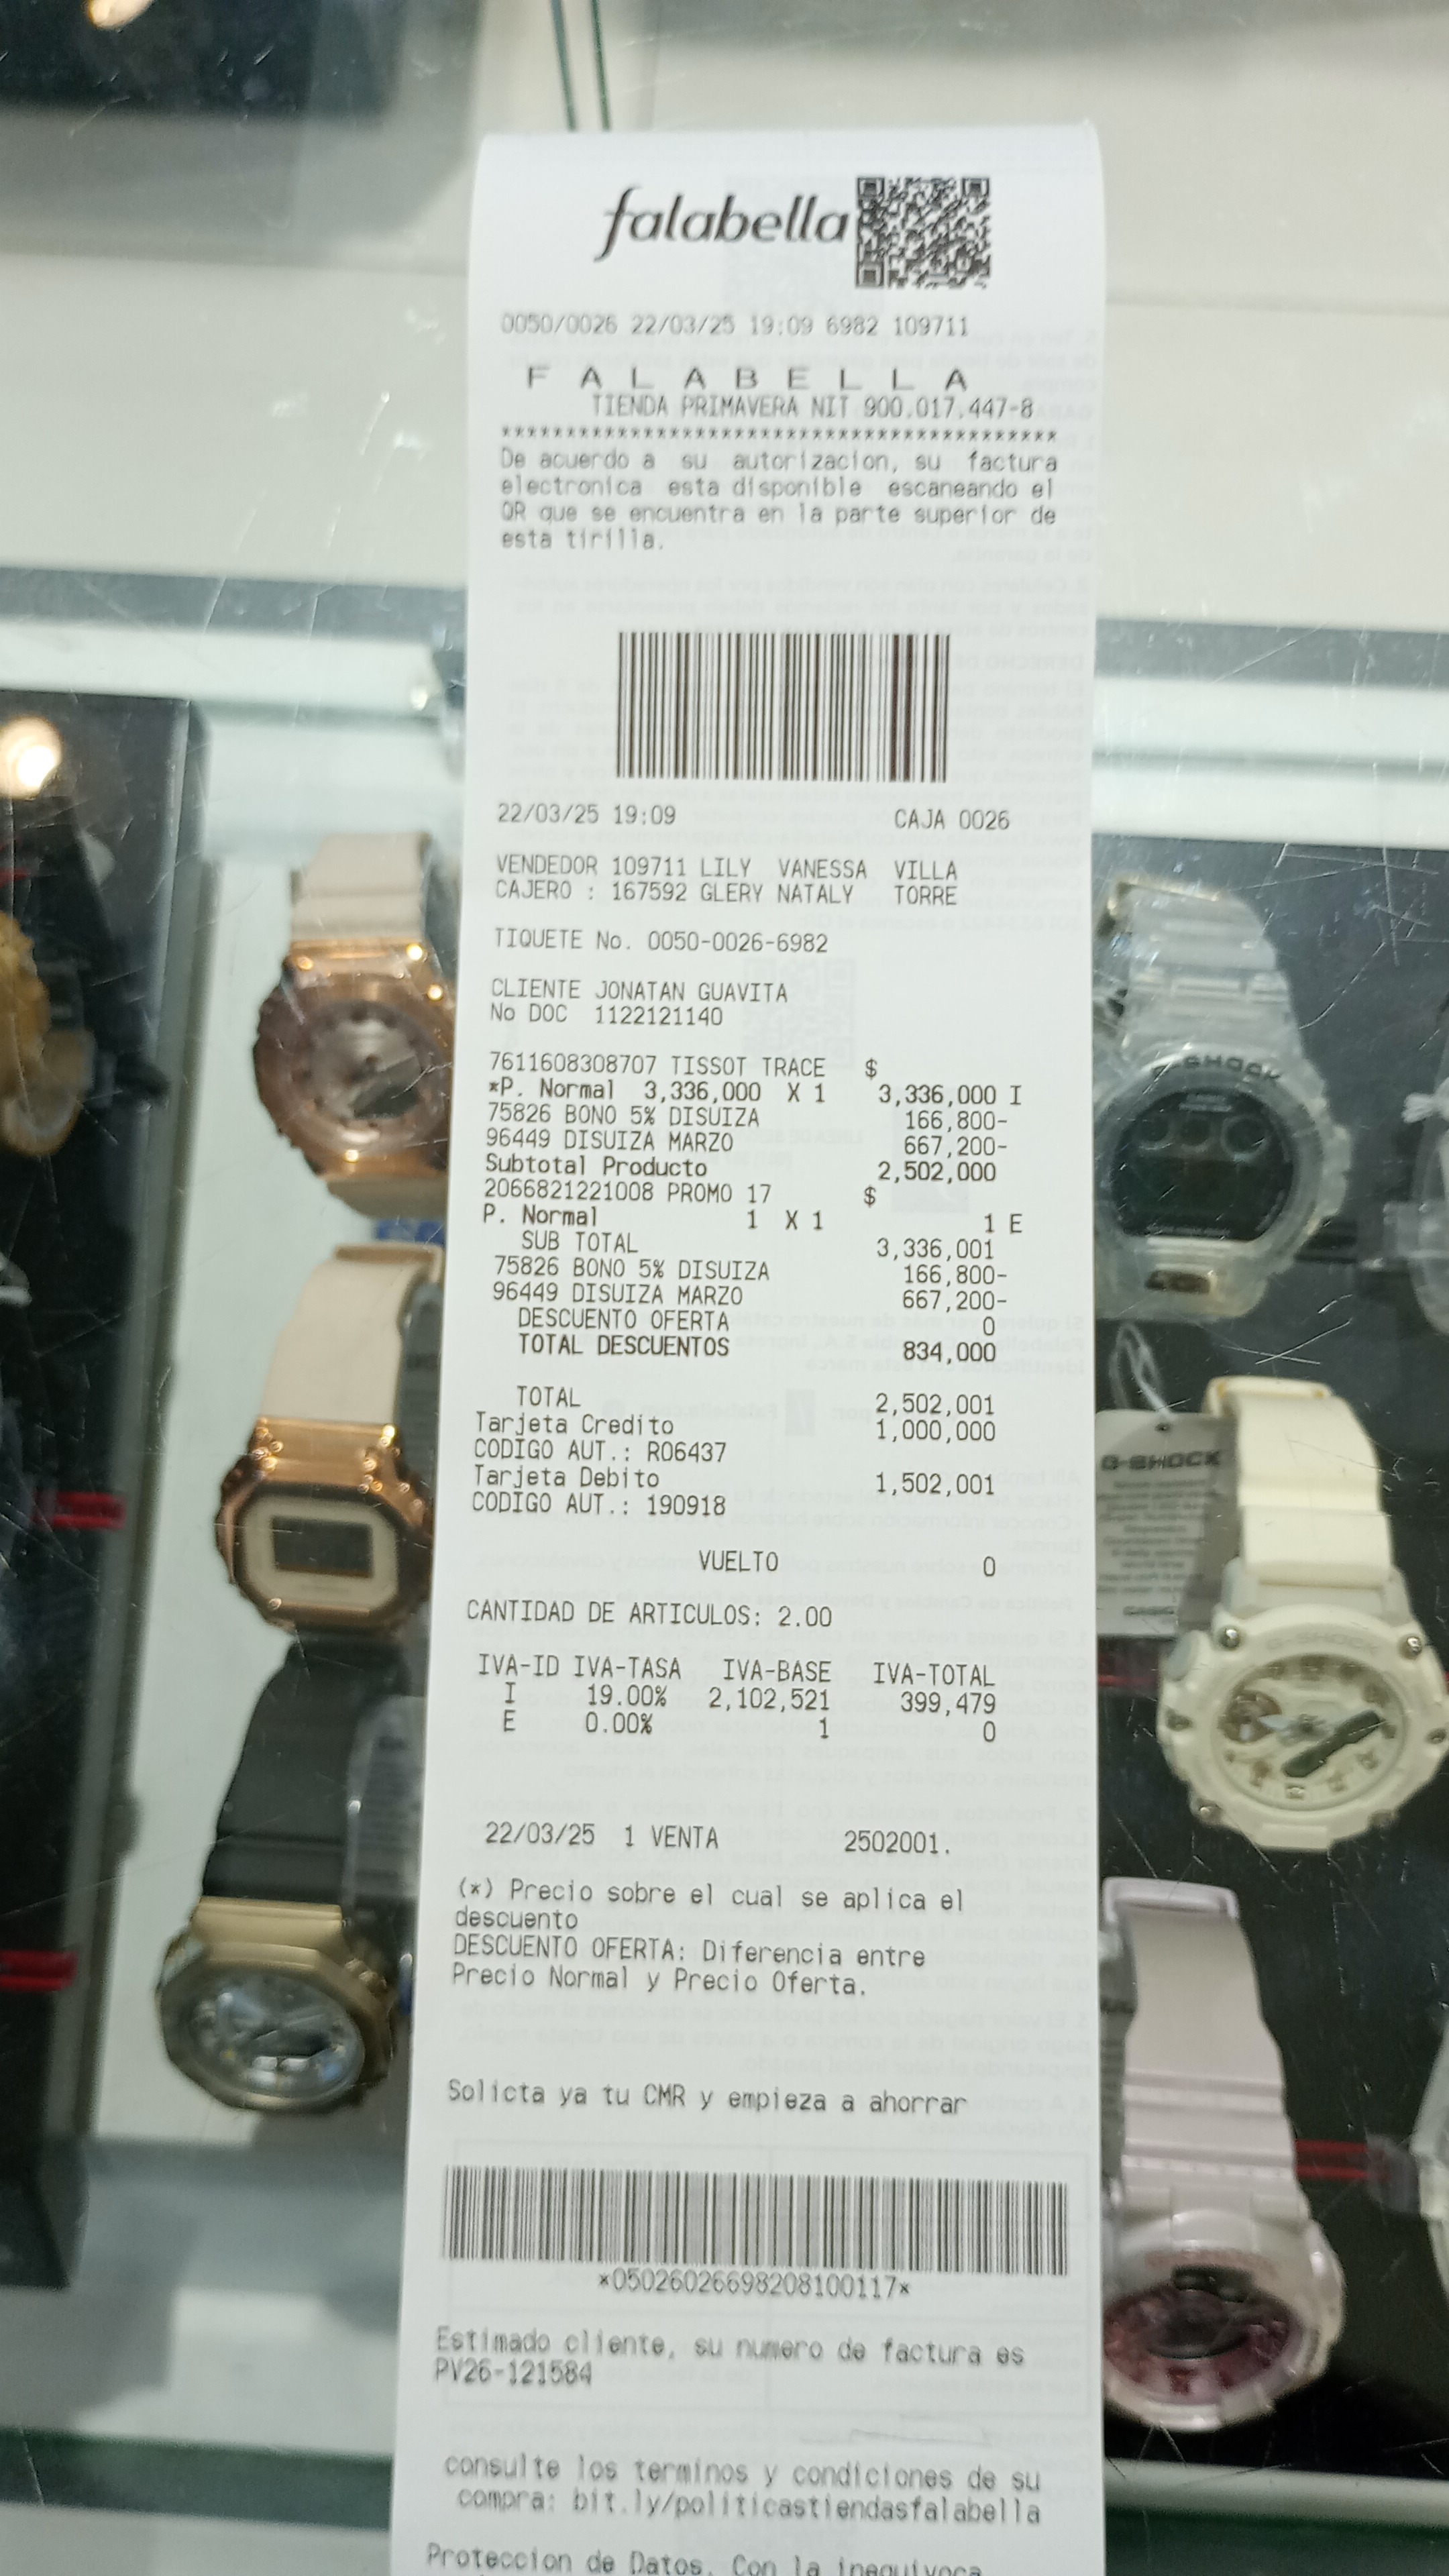 falabella
0050/0026 22/03/25 19:09 6982 109711
F A L A B E L L A
TIENDA PRIMAVERA NIT 900.017.447-8
*******************************************
De acuerdo a su autorizacion, su factura
electronica esta disponible escaneando el
QR que se encuentra en la parte superior de
esta tirilla.
22/03/25 19:09 CAJA 0026
VENDEDOR 109711 LILY VANESSA VILLA
CAJERO : 167592 GLERY NATALY TORRE
TIQUETE No. 0050-0026-6982
CLIENTE JONATAN GUAVITA
No DOC 1122121140
7611608308707 TISSOT TRACE $
*P. Normal 3,336,000 X 1 3,336,000 I
75826 BONO 5% DISUIZA 166,800-
96449 DISUIZA MARZO 667,200-
Subtotal Producto 2,502,000
2066821221008 PROMO 17 $
P. Normal 1 X 1 1 E
SUB TOTAL 3,336,001
75826 BONO 5% DISUIZA 166,800-
96449 DISUIZA MARZO 667,200-
DESCUENTO OFERTA 0
TOTAL DESCUENTOS 834,000
TOTAL 2,502,001
Tarjeta Credito 1,000,000
CODIGO AUT.: R06437
Tarjeta Debito 1,502,001
CODIGO AUT.: 190918
VUELTO 0
CANTIDAD DE ARTICULOS: 2.00
IVA-ID IVA-TASA IVA-BASE IVA-TOTAL
I 19.00% 2,102,521 399,479
E 0.00% 1 0
22/03/25 1 VENTA 2502001.
(*) Precio sobre el cual se aplica el
descuento
DESCUENTO OFERTA: Diferencia entre
Precio Normal y Precio Oferta.
Solicta ya tu CMR y empieza a ahorrar
*05026026698208100117*
Estimado cliente, su numero de factura es
PV26-121584
consulte los terminos y condiciones de su
compra: bit.ly/politicastiendasfalabella
Proteccion de Datos. Con la inequivoca
G-SHOCK
G-SHOCK
CASIO
G-SHOCK